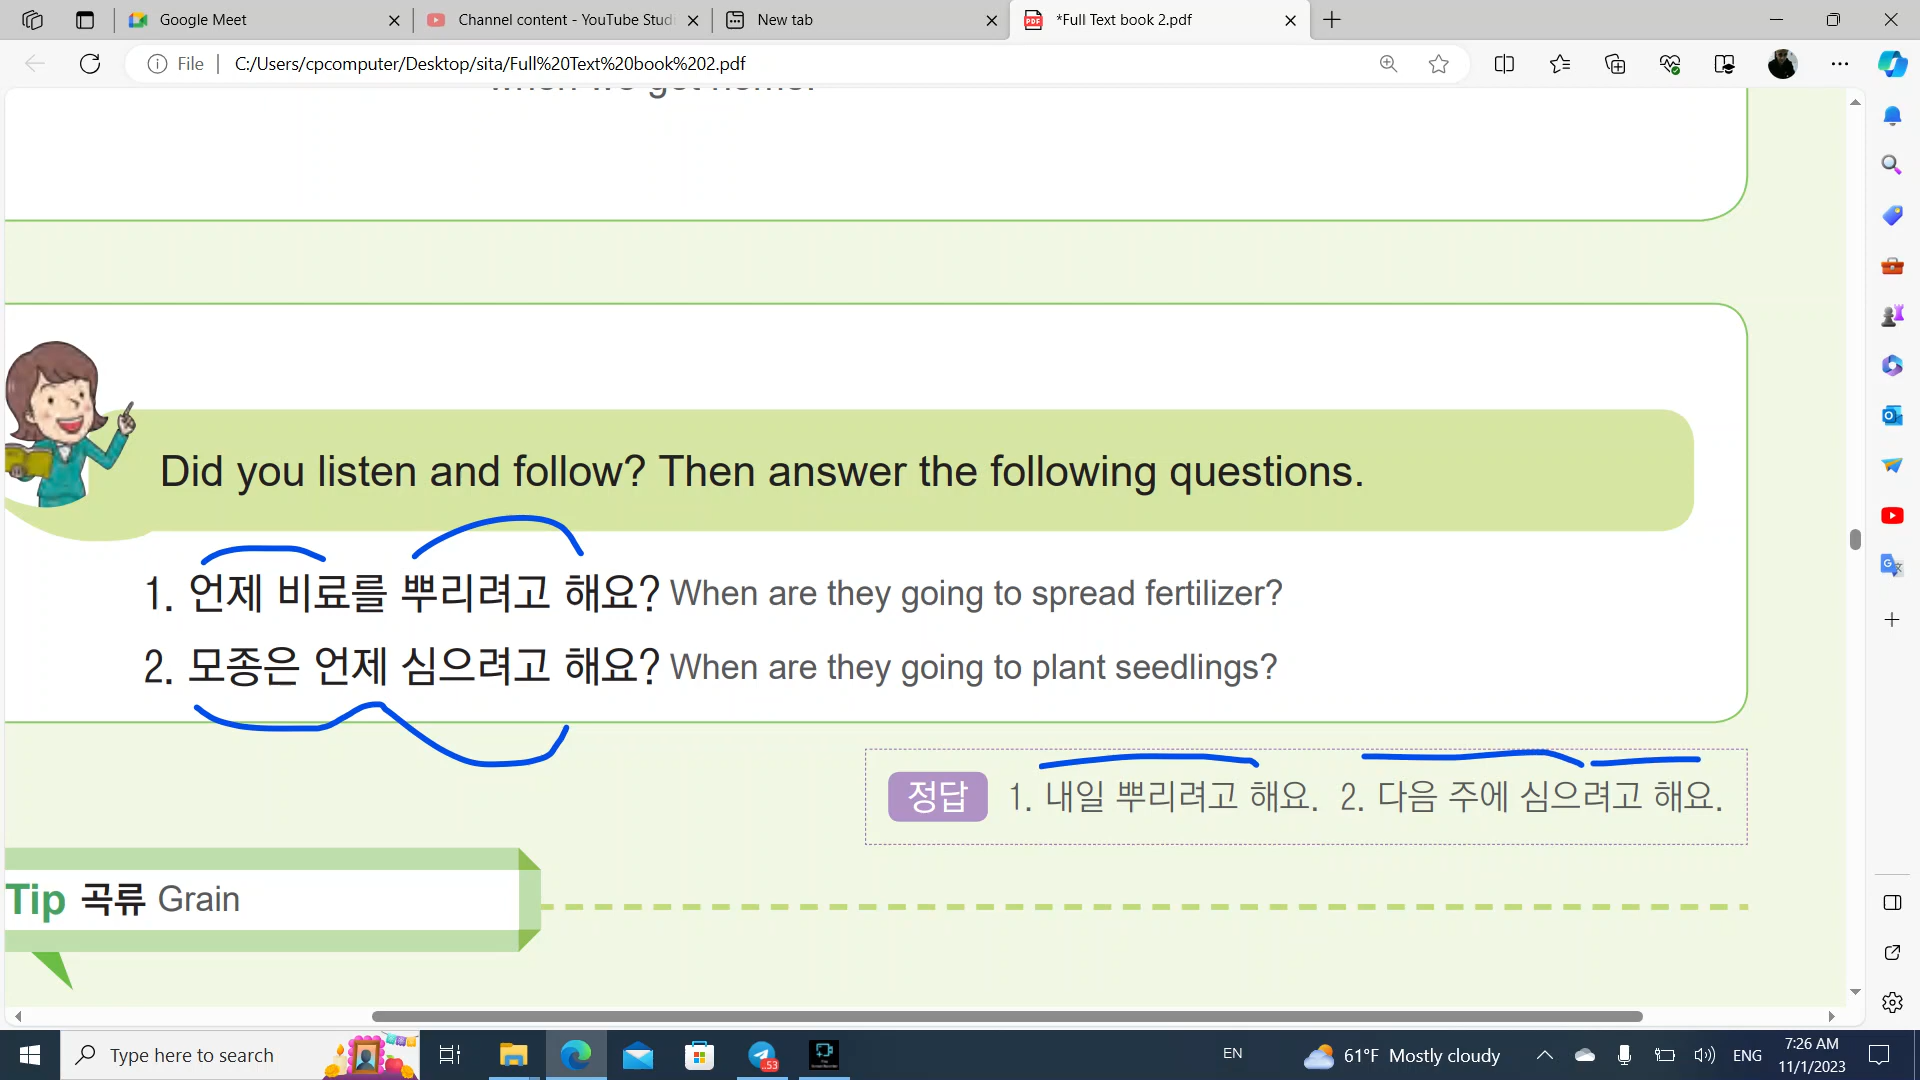 Google Meet
Channel content - YouTube Stud
New tab
*Full Text book 2.pdf
File
C:/Users/cpcomputer/Desktop/sita/Full%20Text%20book%202.pdf
when we get home.
Did you listen and follow? Then answer the following questions.
1. 언제 비료를 뿌리려고 해요? When are they going to spread fertilizer?
2. 모종은 언제 심으려고 해요? When are they going to plant seedlings?
정답 1. 내일 뿌리려고 해요. 2. 다음 주에 심으려고 해요.
Tip 곡류 Grain
Type here to search
.53
EN
61°F Mostly cloudy
ENG
7:26 AM
11/1/2023